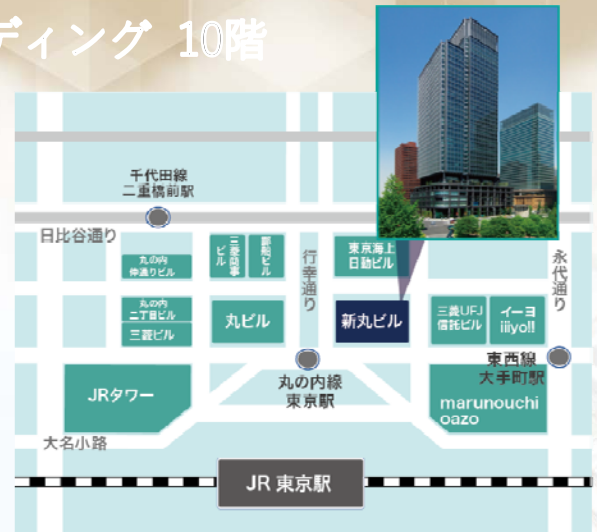 ディング 10階
千代田線
二重橋前駅
日比谷通り
丸の内
仲通りビル
三菱商事
ビル
郵船ビル
行幸通り
東京海上
日動ビル
永代通り
丸の内
二丁目ビル
三菱ビル
丸ビル
新丸ビル
三菱UFJ
信託ビル
イーヨ
iiiyo!!
東西線
大手町駅
丸の内線
東京駅
JRタワー
marunouchi
oazo
大名小路
JR 東京駅